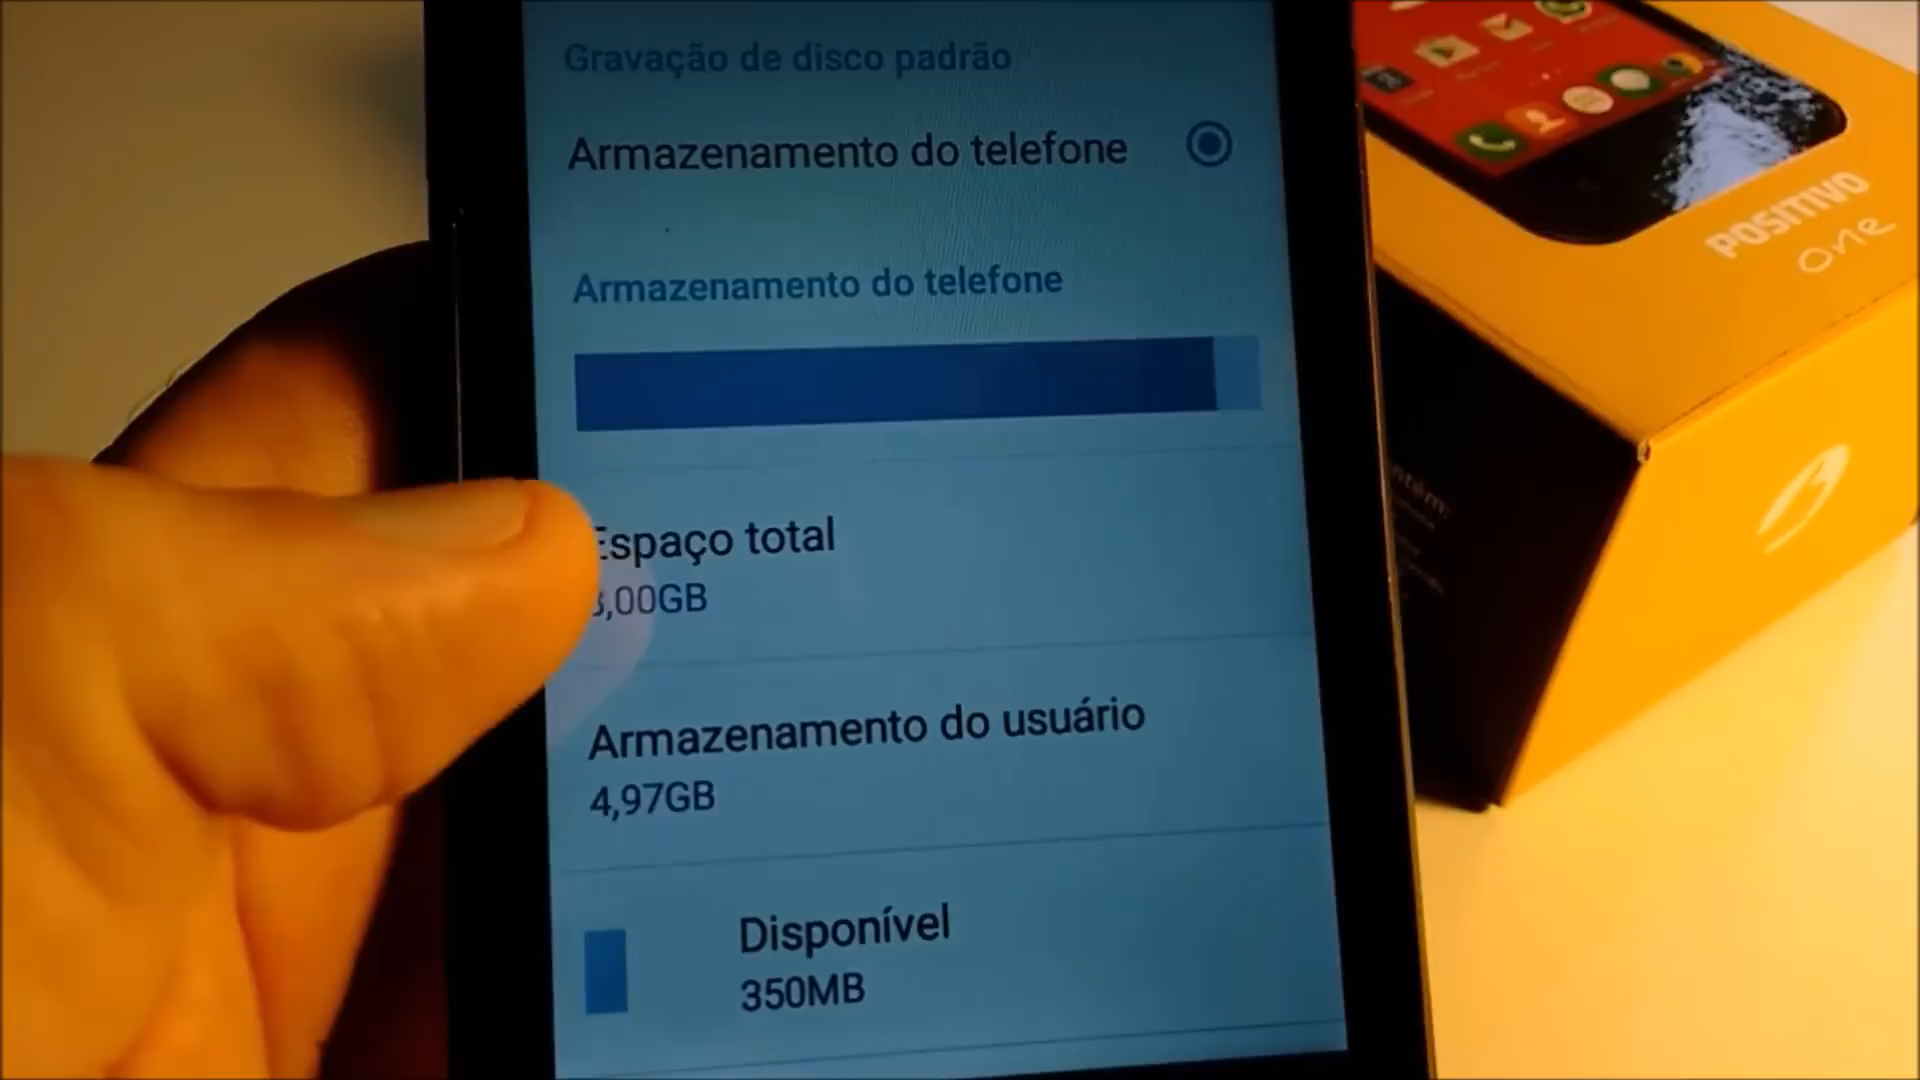 Gravação de disco padrão
Armazenamento do telefone
Armazenamento do telefone
Espaço total
,00GB
Armazenamento do usuário
4,97GB
Disponível
350MB
POSITIVO
one